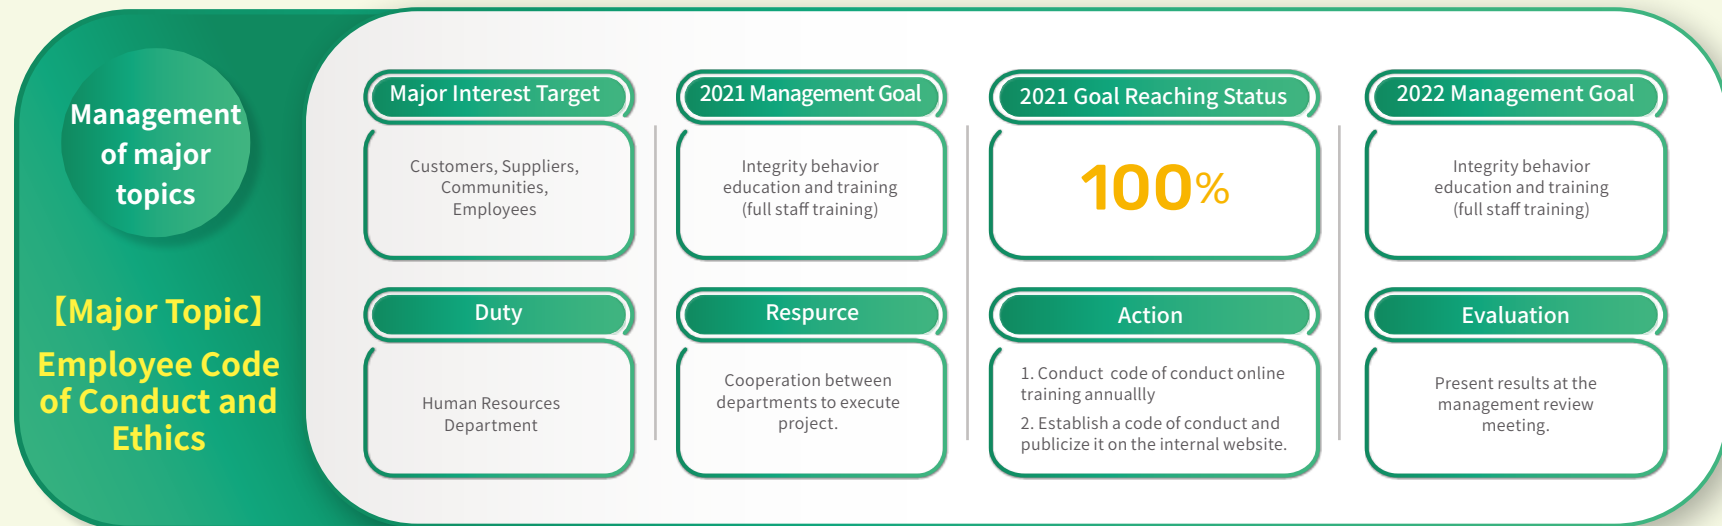 Management
of major
topics
【Major Topic】
Employee Code
of Conduct and
Ethics
Major Interest Target
Customers, Suppliers,
Communities,
Employees
2021 Management Goal
Integrity behavior
education and training
(full staff training)
2021 Goal Reaching Status
100%
2022 Management Goal
Integrity behavior
education and training
(full staff training)
Duty
Human Resources
Department
Respurce
Cooperation between
departments to execute
project.
Action
1. Conduct code of conduct online
training annuallly
2. Establish a code of conduct and
publicize it on the internal website.
Evaluation
Present results at the
management review
meeting.